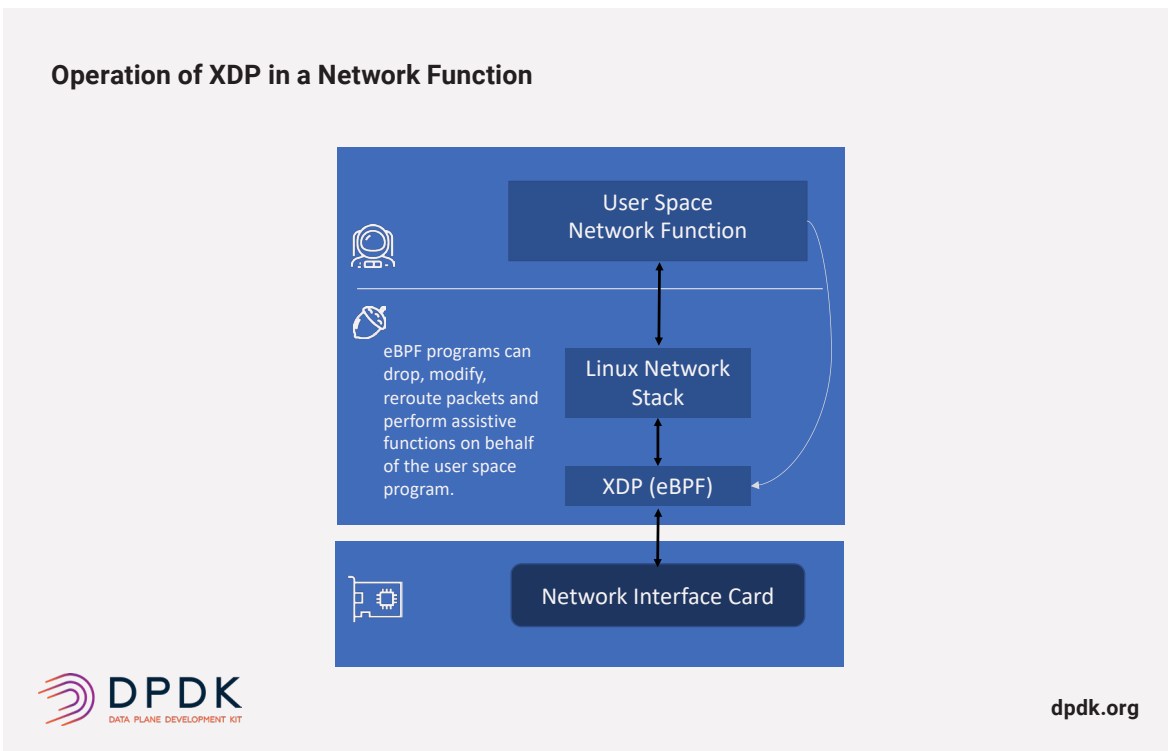 Operation of XDP in a Network Function
User Space
Network Function
eBPF programs can
drop, modify,
reroute packets and
perform assistive
functions on behalf
of the user space
program.
Linux Network
Stack
XDP (eBPF)
Network Interface Card
DPDK
DATA PLANE DEVELOPMENT KIT
dpdk.org